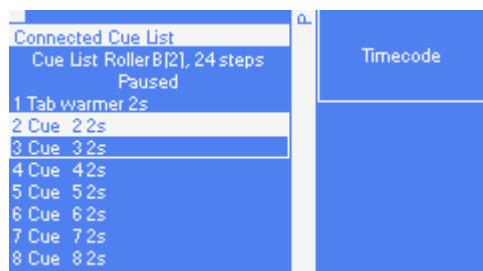 Connected Cue List
Cue List RollerB[2], 24 steps
Paused
1 Tab warmer 2s
2 Cue 2 2s
3 Cue 3 2s
4 Cue 4 2s
5 Cue 5 2s
6 Cue 6 2s
7 Cue 7 2s
8 Cue 8 2s
P
Timecode